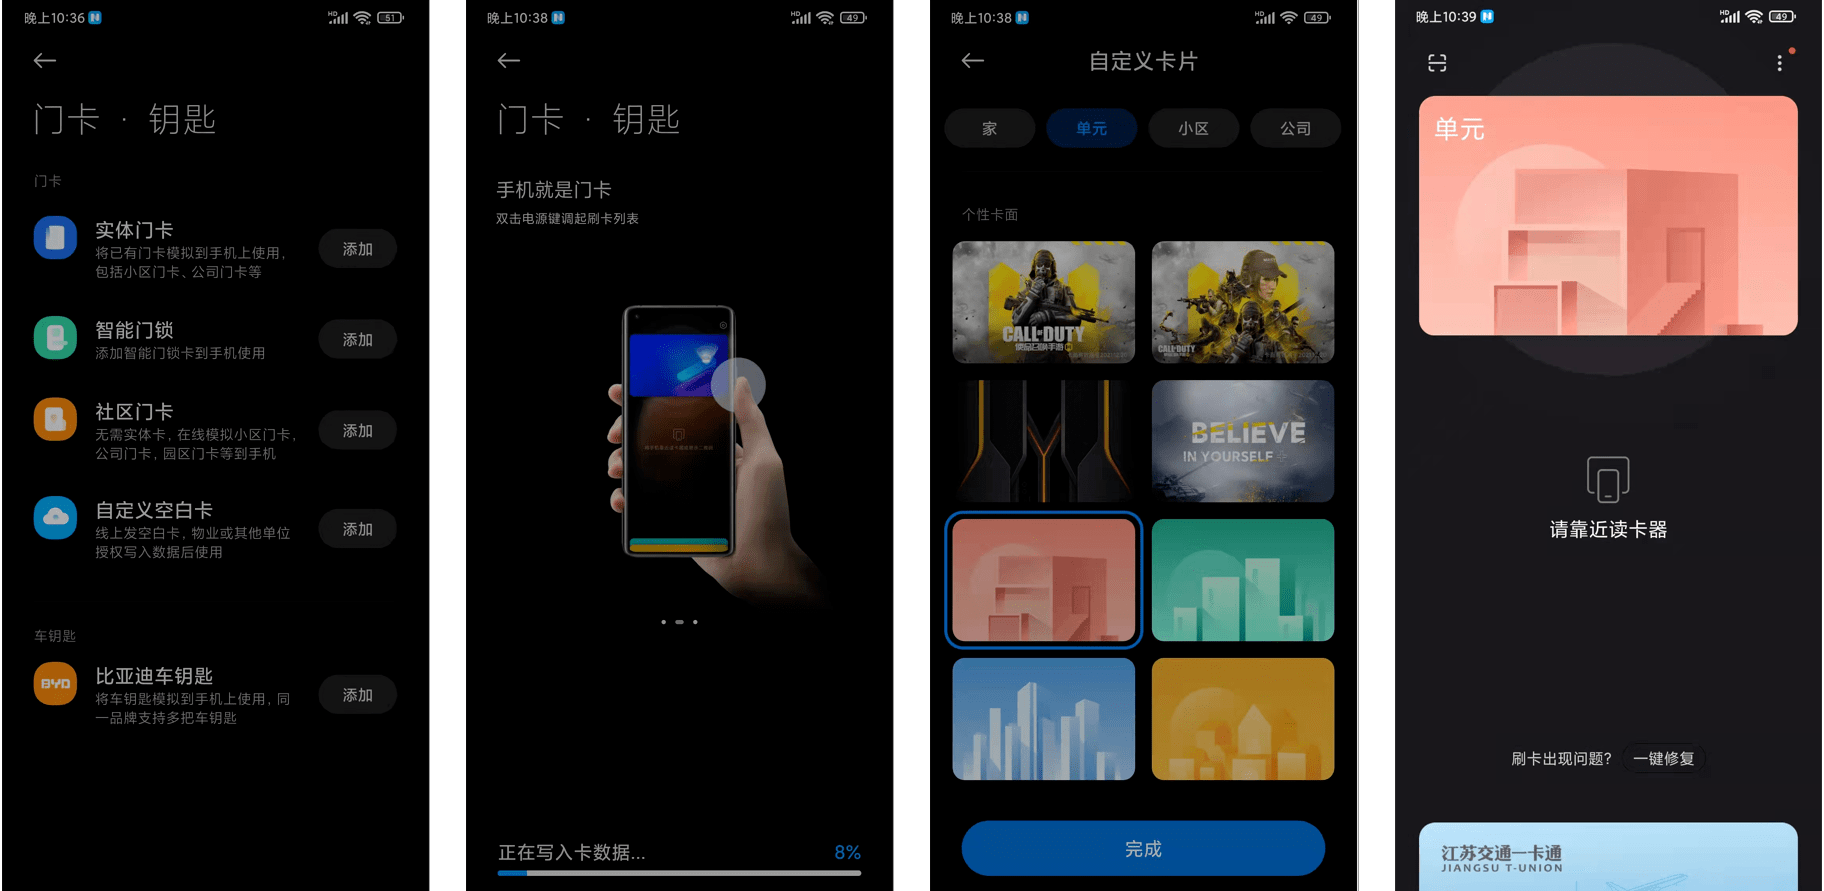 晚上10:36
HD
51
门卡 · 钥匙
门卡
实体门卡
将已有门卡模拟到手机上使用，
包括小区门卡、公司门卡等
添加
智能门锁
添加智能门锁卡到手机使用
添加
社区门卡
无需实体卡，在线模拟小区门卡，
公司门卡，园区门卡等到手机
添加
自定义空白卡
线上发空白卡，物业或其他单位
授权写入数据后使用
添加
车钥匙
BYD
比亚迪车钥匙
将车钥匙模拟到手机上使用，同
一品牌支持多把车钥匙
添加
晚上10:38
HD
49
门卡 · 钥匙
手机就是门卡
双击电源键调起刷卡列表
正在写入卡数据...
8%
晚上10:38
HD
49
自定义卡片
家
单元
小区
公司
个性卡面
CALL OF DUTY
使命召唤手游
CALL OF DUTY
BELIEVE
IN YOURSELF
完成
晚上10:39
HD
49
单元
请靠近读卡器
刷卡出现问题？
一键修复
江苏交通一卡通
JIANGSU T-UNION